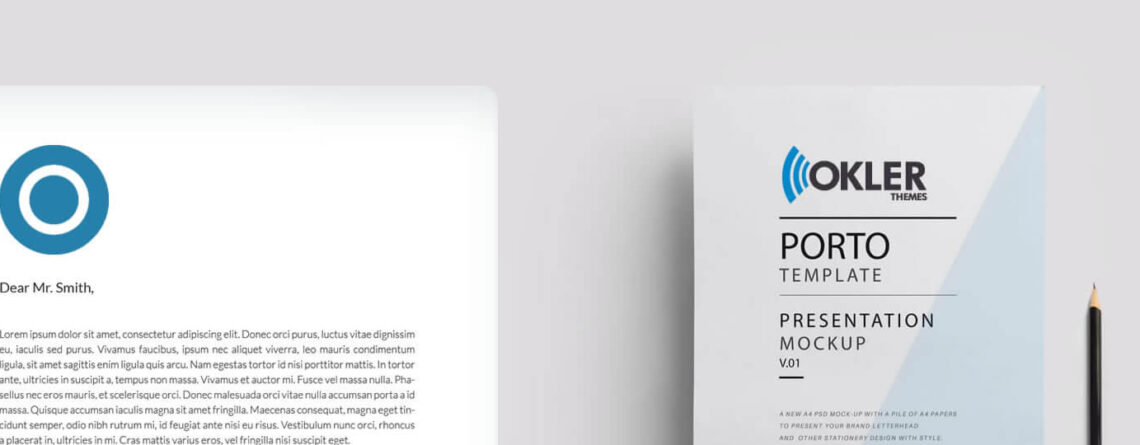 Dear Mr. Smith,
Lorem ipsum dolor sit amet, consectetur adipiscing elit. Donec orci purus, luctus vitae dignissim
eu, iaculis sed purus. Vivamus faucibus, ipsum nec aliquet viverra, leo mauris condimentum
ligula, sit amet sagittis enim ligula quis arcu. Nam egestas tortor id nisi porttitor mattis. In tortor
ante, ultricies in suscipit a, tempus non massa. Vivamus et auctor mi. Fusce vel massa nulla. Pha-
sellus nec eros mauris, et scelerisque orci. Donec malesuada orci vitae nulla accumsan porta a id
massa. Quisque accumsan iaculis magna sit amet fringilla. Maecenas consequat, magna eget tin-
cidunt semper, odio nibh rutrum mi, id feugiat ante nisi eu risus. Vestibulum nunc orci, rhoncus
a placerat in, ultricies in mi. Cras mattis varius eros, vel fringilla nisi suscipit eget.
OKLER
THEMES
PORTO
TEMPLATE
PRESENTATION
MOCKUP
V.01
A NEW A4 PSD MOCK-UP WITH A PILE OF A4 PAPERS
TO PRESENT YOUR BRAND LETTERHEAD
AND OTHER STATIONERY DESIGN WITH STYLE.